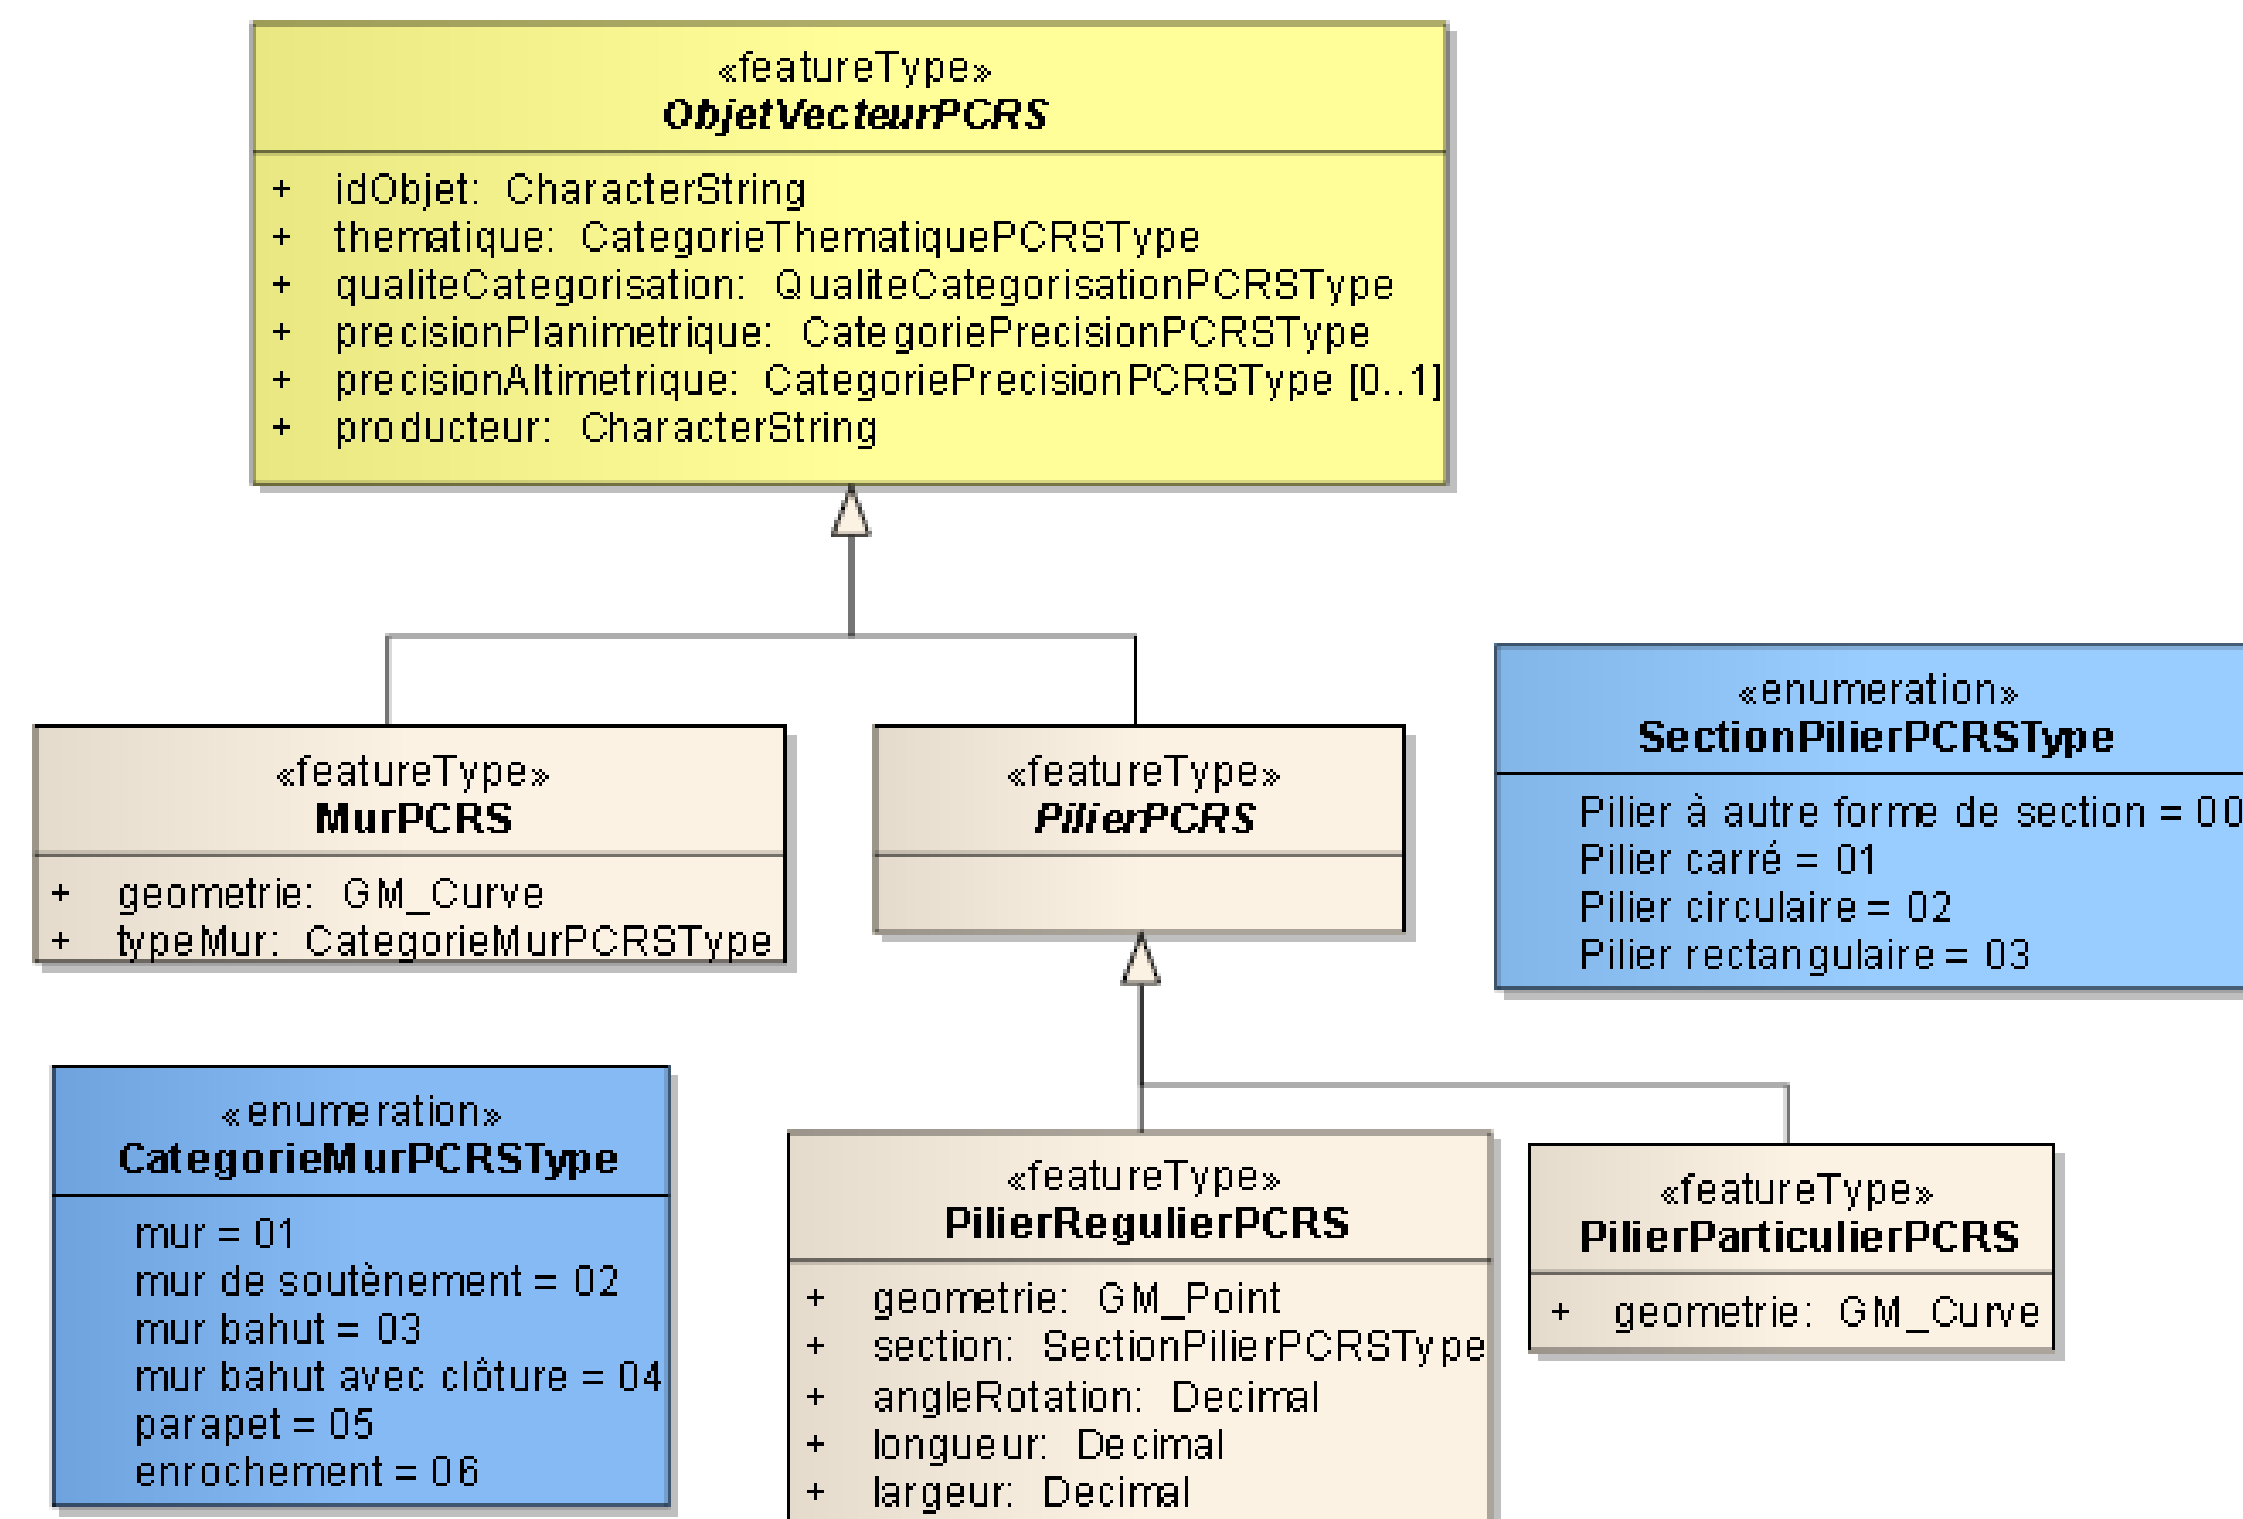 «featureType»
ObjetVecteurPCRS
+ idObjet: CharacterString
+ thematique: CategorieThematiquePCRSType
+ qualiteCategorisation: QualiteCategorisationPCRSType
+ precisionPlanimetrique: CategoriePrecisionPCRSType
+ precisionAltimetrique: CategoriePrecisionPCRSType [0..1]
+ producteur: CharacterString
«featureType»
MurPCRS
+ geometrie: GM_Curve
+ typeMur: CategorieMurPCRSType
«featureType»
PilierPCRS
«enumeration»
SectionPilierPCRSType
Pilier à autre forme de section = 00
Pilier carré = 01
Pilier circulaire = 02
Pilier rectangulaire = 03
«enumeration»
CategorieMurPCRSType
mur = 01
mur de soutènement = 02
mur bahut = 03
mur bahut avec clôture = 04
parapet = 05
enrochement = 06
«featureType»
PilierRegulierPCRS
+ geometrie: GM_Point
+ section: SectionPilierPCRSType
+ angleRotation: Decimal
+ longueur: Decimal
+ largeur: Decimal
«featureType»
PilierParticulierPCRS
+ geometrie: GM_Curve